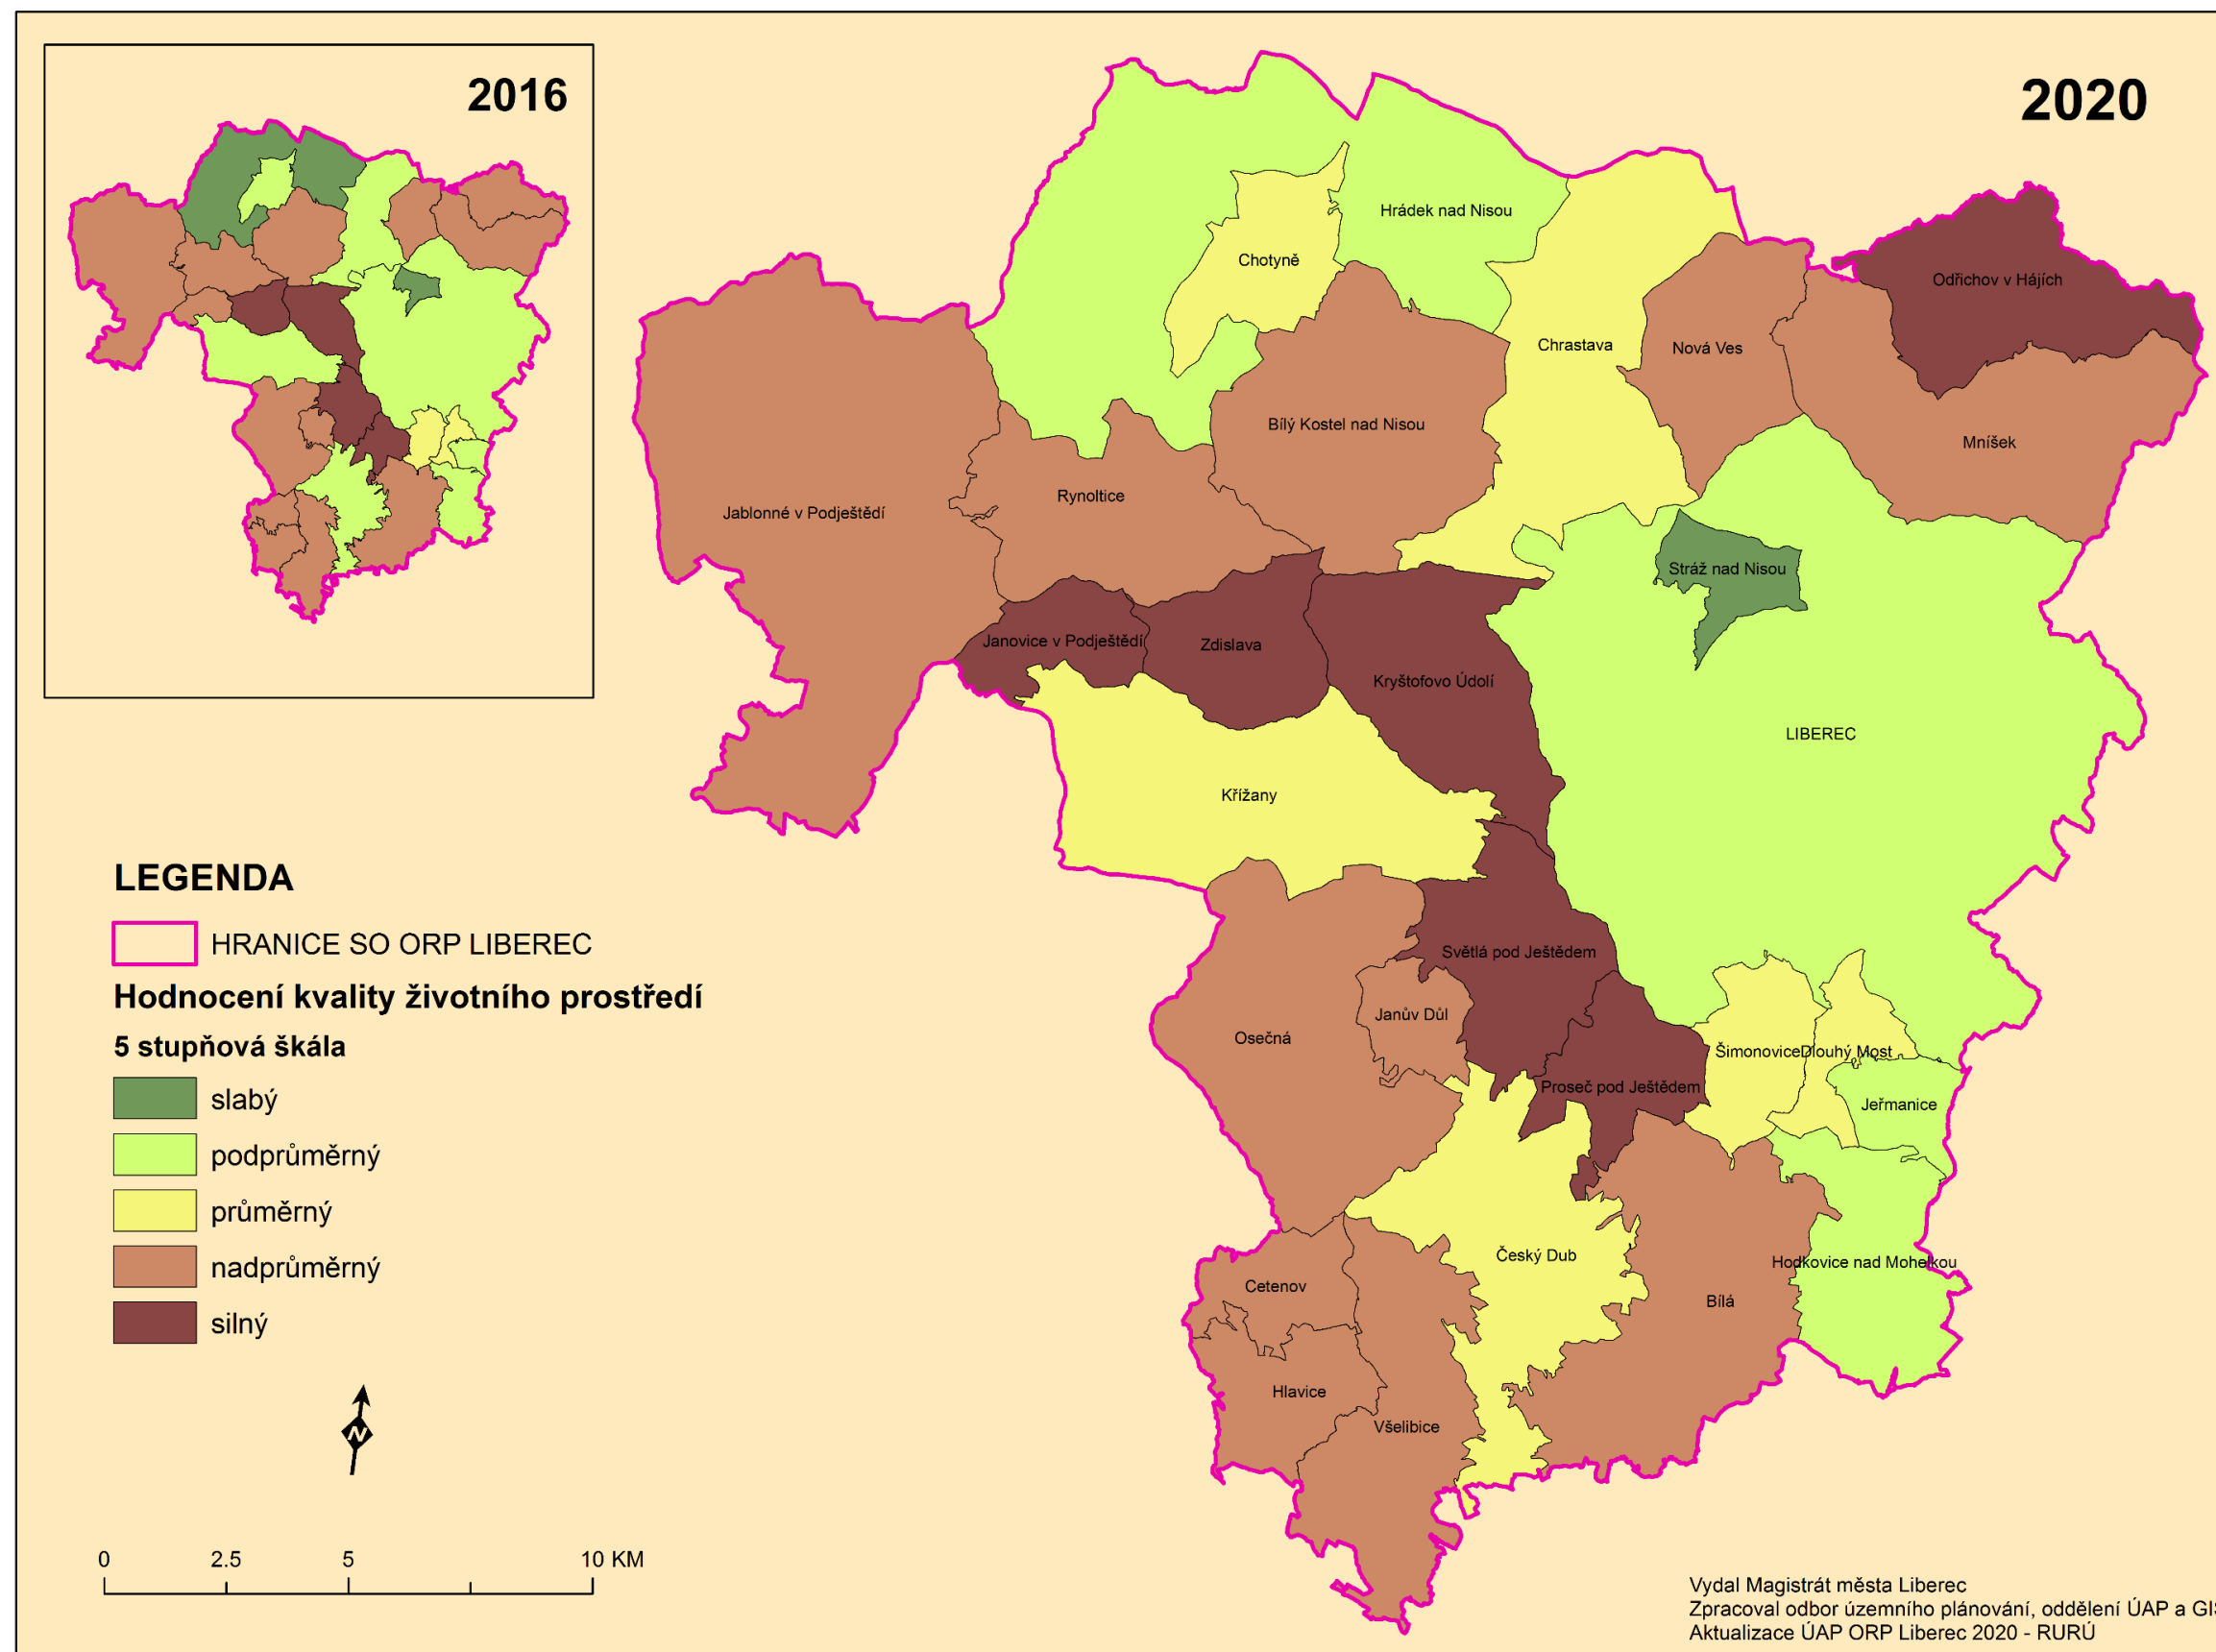 2016
2020
Hrádek nad Nisou
Chotyně
Odřichov v Hájích
Chrastava
Nová Ves
Bílý Kostel nad Nisou
Mníšek
Rynoltice
Jablonné v Podještědí
Stráž nad Nisou
Janovice v Podještědí
Zdislava
Kryštofovo Údolí
LIBEREC
Křížany
LEGENDA
HRANICE SO ORP LIBEREC
Hodnocení kvality životního prostředí
5 stupňová škála
slabý
podprůměrný
průměrný
nadprůměrný
silný
Světlá pod Ještědem
Janův Důl
Osečná
Šimonovice
Dlouhý Most
Proseč pod Ještědem
Jeřmanice
Český Dub
Hodkovice nad Mohelkou
Cetenov
Bílá
Hlavice
Všelibice
N
0 2.5 5 10 KM
Vydal Magistrát města Liberec
Zpracoval odbor územního plánování, oddělení ÚAP a GIS
Aktualizace ÚAP ORP Liberec 2020 - RURÚ